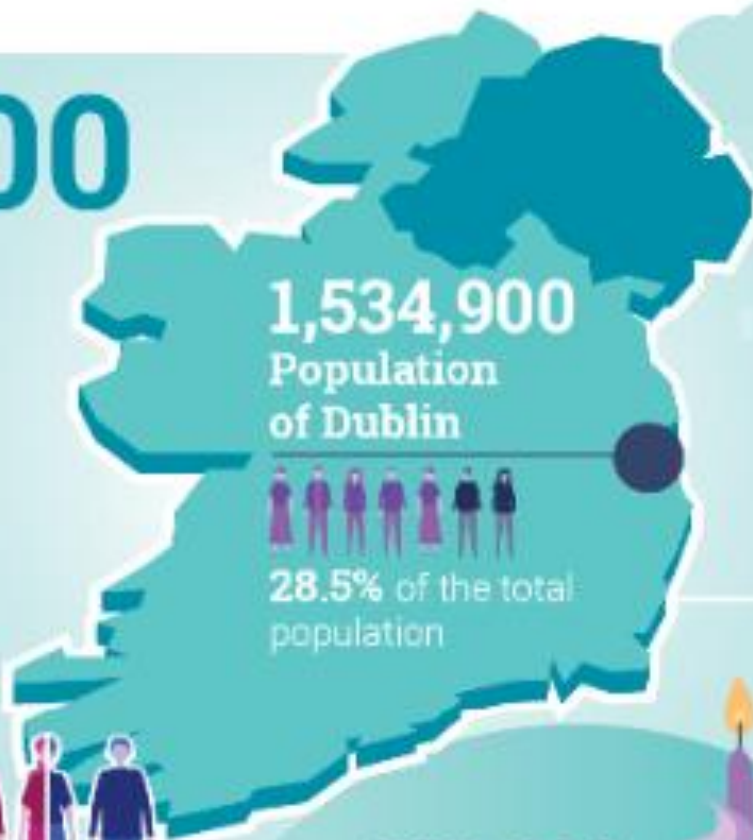 00
1,534,900
Population
of Dublin
28.5% of the total
population